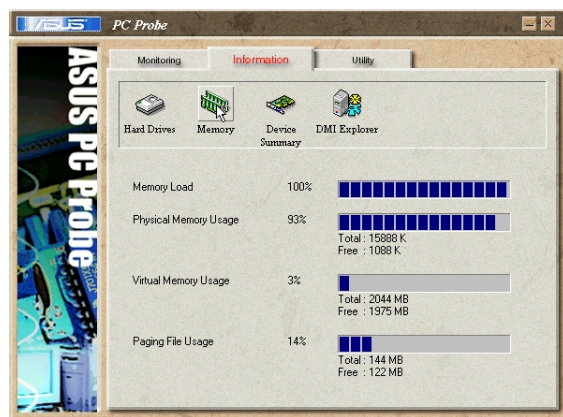 ASUS PC Probe
ASUS PC Probe
Monitoring Information Utility
Hard Drives Memory Device Summary DMI Explorer
Memory Load 100%
Physical Memory Usage 93%
Total : 15888 K
Free : 1088 K
Virtual Memory Usage 3%
Total : 2044 MB
Free : 1975 MB
Paging File Usage 14%
Total : 144 MB
Free : 122 MB